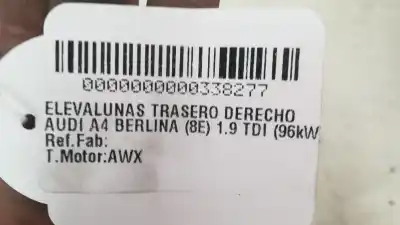 0000000000338277
ELEVALUNAS TRASERO DERECHO
AUDI A4 BERLINA (8E) 1.9 TDI (96kW
Ref.Fab:
T.Motor:AWX